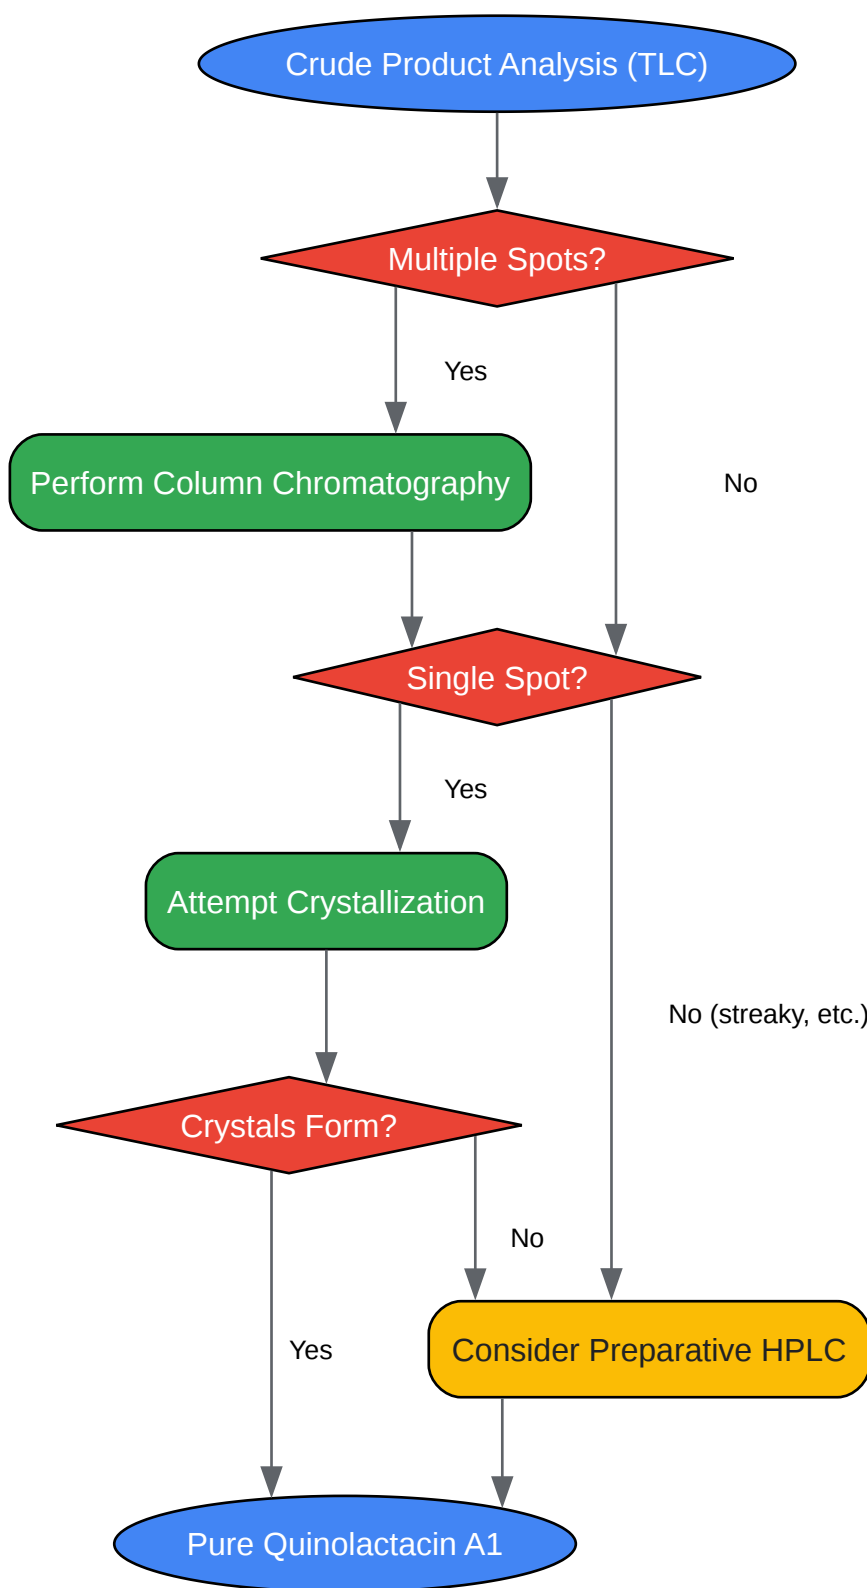 Crude Product Analysis (TLC)
Multiple Spots?
Yes
Perform Column Chromatography
No
Single Spot?
Yes
Attempt Crystallization
No (streaky, etc.)
Crystals Form?
No
Yes
Consider Preparative HPLC
Pure Quinolactacin A1